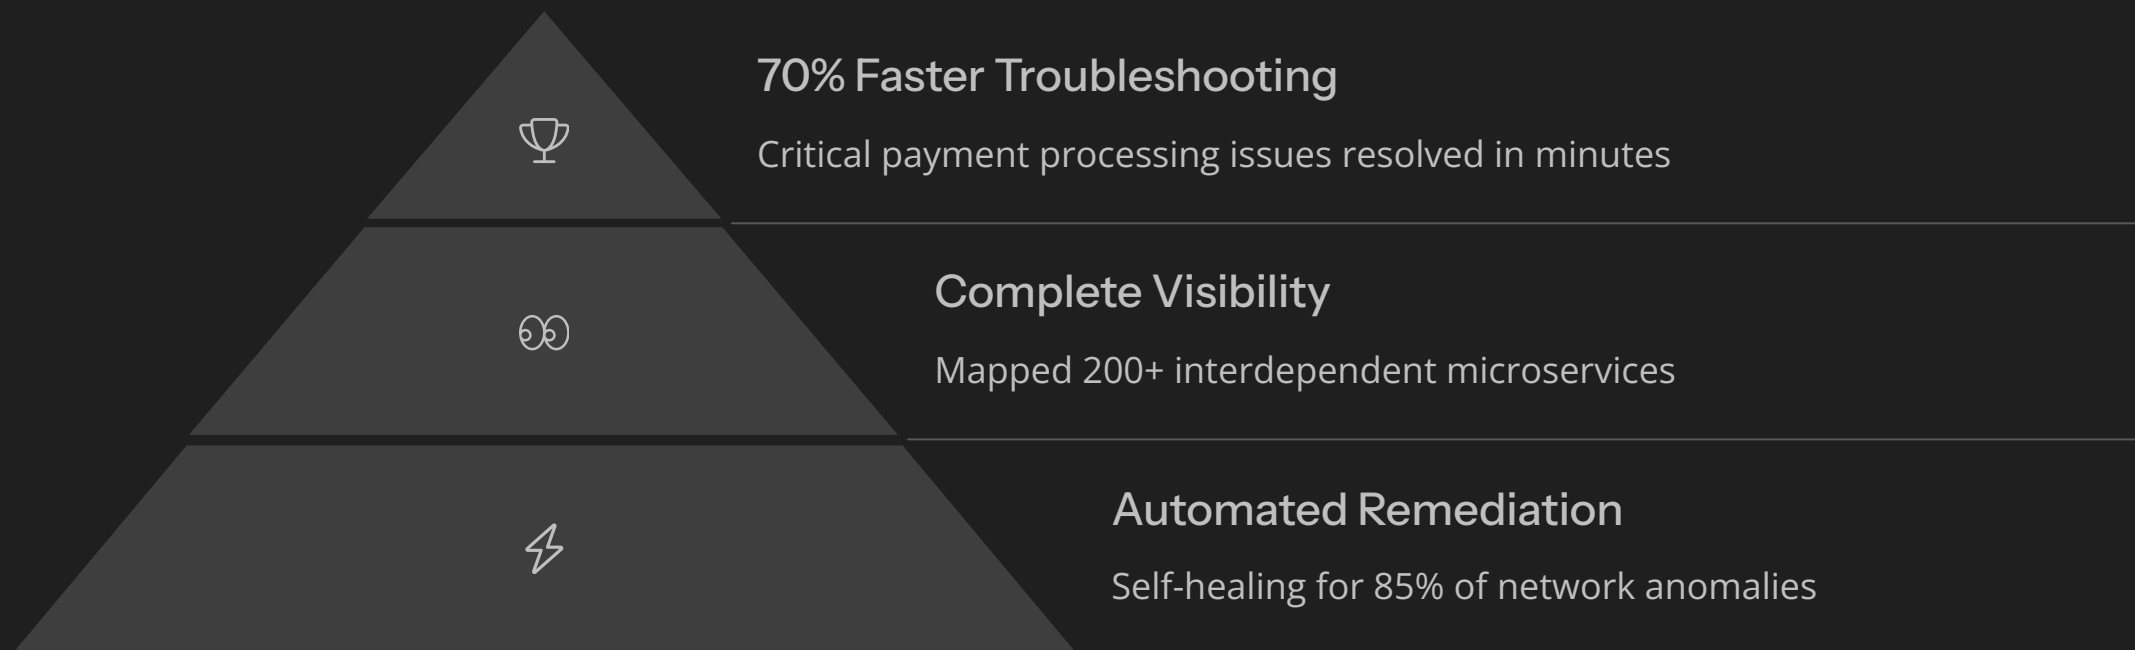 70% Faster Troubleshooting
Critical payment processing issues resolved in minutes
Complete Visibility
Mapped 200+ interdependent microservices
Automated Remediation
Self-healing for 85% of network anomalies